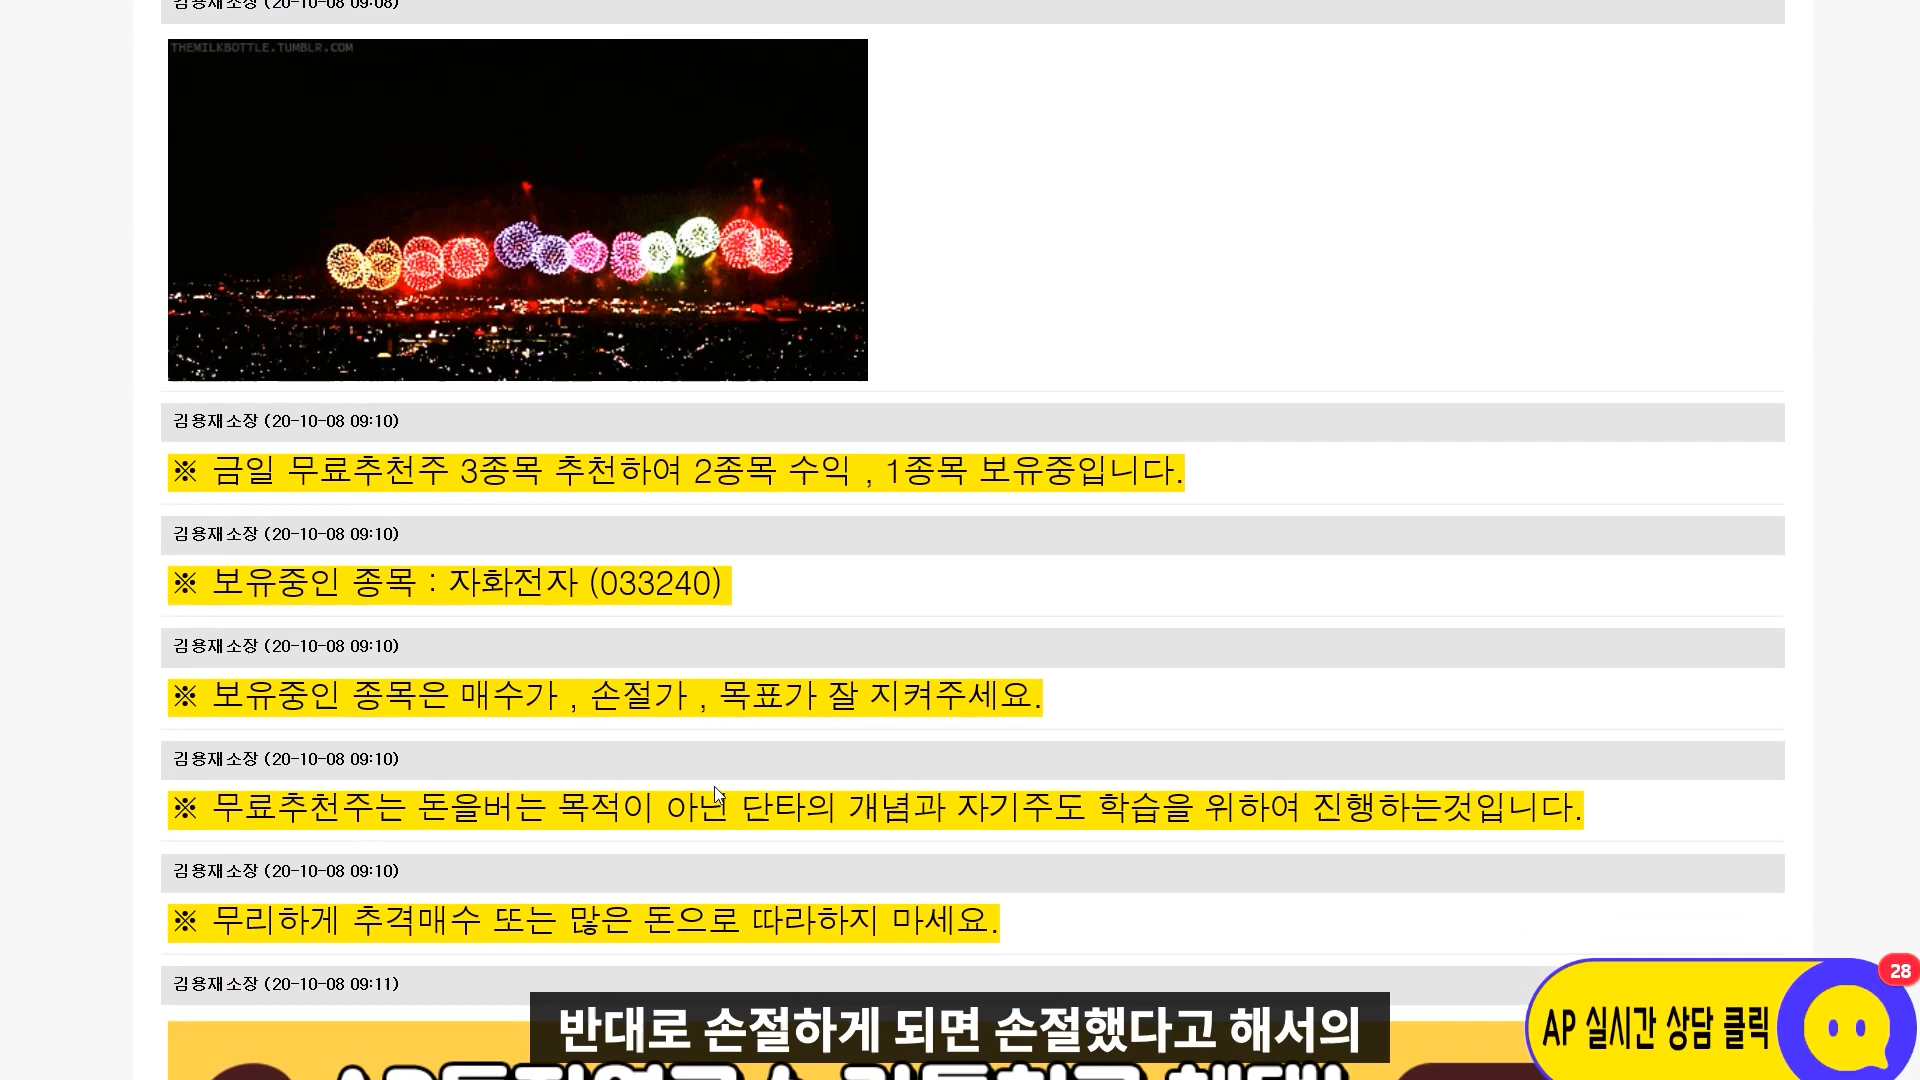 김용재소장 (20-10-08 09:08)
THEMILKBOTTLE.TUMBLR.COM
김용재소장 (20-10-08 09:10)
※ 금일 무료추천주 3종목 추천하여 2종목 수익 , 1종목 보유중입니다.
김용재소장 (20-10-08 09:10)
※ 보유중인 종목 : 자화전자 (033240)
김용재소장 (20-10-08 09:10)
※ 보유중인 종목은 매수가 , 손절가 , 목표가 잘 지켜주세요.
김용재소장 (20-10-08 09:10)
※ 무료추천주는 돈을버는 목적이 아닌 단타의 개념과 자기주도 학습을 위하여 진행하는것입니다.
김용재소장 (20-10-08 09:10)
※ 무리하게 추격매수 또는 많은 돈으로 따라하지 마세요.
김용재소장 (20-10-08 09:11)
28
AP 실시간 상담 클릭
반대로 손절하게 되면 손절했다고 해서의